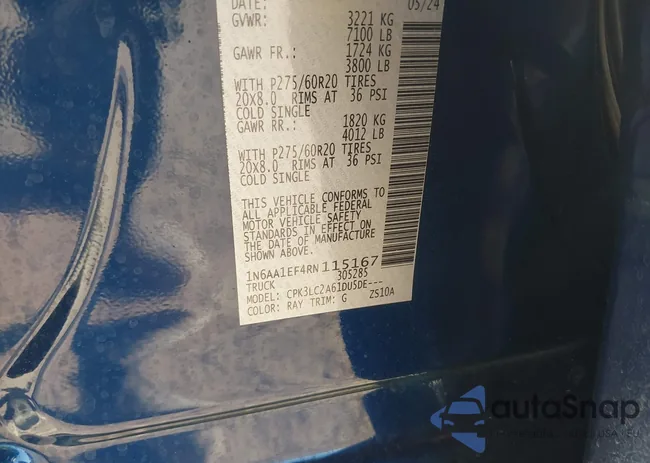 DATE: 05/24
GVWR: 3221 KG
7100 LB
GAWR FR.: 1724 KG
3800 LB
WITH P275/60R20 TIRES
20X8.0 RIMS AT 36 PSI
COLD SINGLE
GAWR RR.: 1820 KG
4012 LB
WITH P275/60R20 TIRES
20X8.0 RIMS AT 36 PSI
COLD SINGLE
THIS VEHICLE CONFORMS TO
ALL APPLICABLE FEDERAL
MOTOR VEHICLE SAFETY
STANDARDS IN EFFECT ON
THE DATE OF MANUFACTURE
SHOWN ABOVE.
1N6AA1EF4RN115167
TRUCK 305285
MODEL: CPK3LC2A61DU5DE---
COLOR: RAY TRIM: G ZS10A
autoSnap